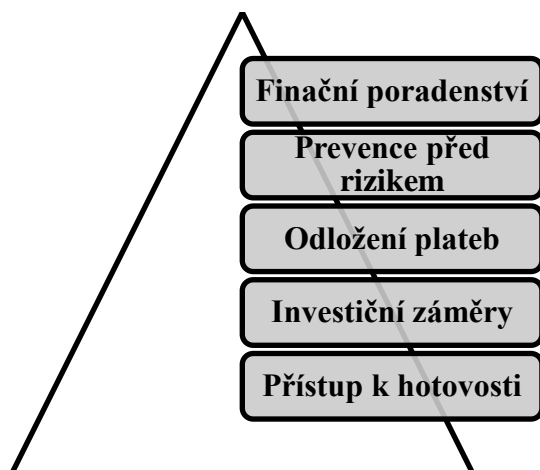 Finační poradenství
Prevence před
rizikem
Odložení plateb
Investiční záměry
Přístup k hotovosti